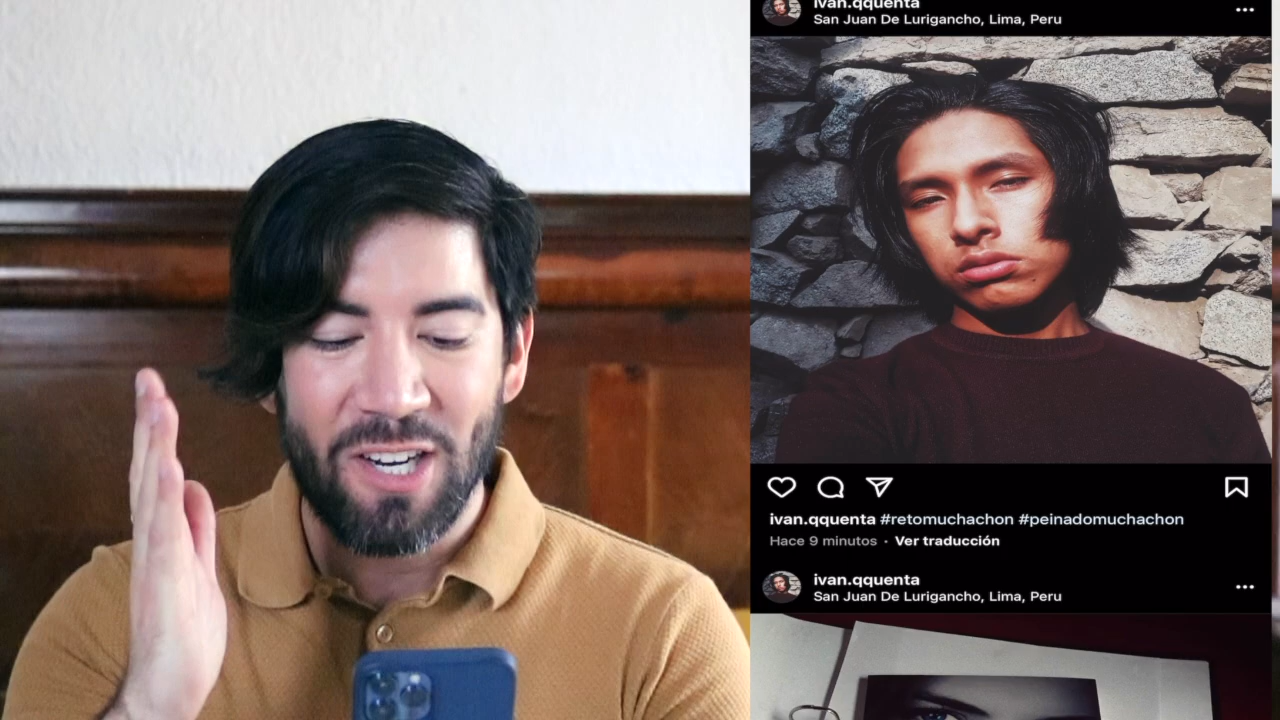 ivan.qquenta
San Juan De Lurigancho, Lima, Peru
ivan.qquenta #retomuchachon #peinadomuchachon
Hace 9 minutos · Ver traducción
ivan.qquenta
San Juan De Lurigancho, Lima, Peru